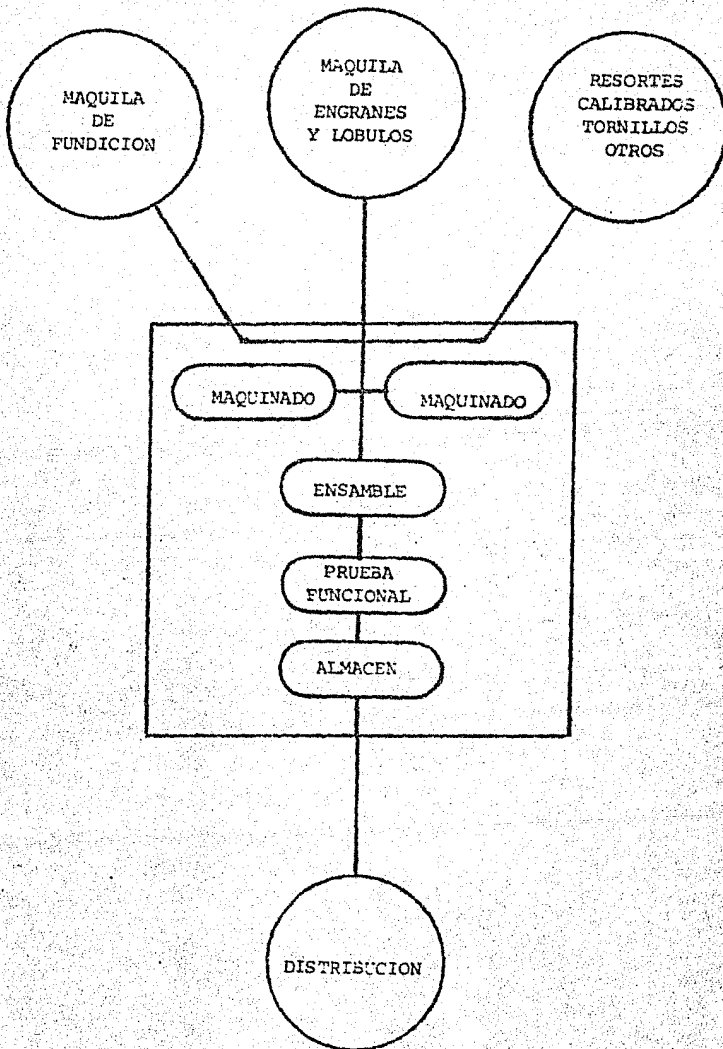 MAQUILA
DE
FUNDICION
MAQUILA
DE
ENGRANES
Y LOBULOS
RESORTES
CALIBRADOS
TORNILLOS
OTROS
MAQUINADO
MAQUINADO
ENSAMBLE
PRUEBA
FUNCIONAL
ALMACEN
DISTRIBUCION